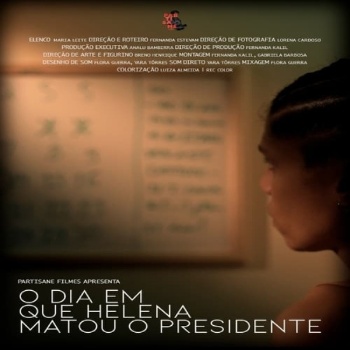 ELENCO MARIA LEITE DIREÇÃO E ROTEIRO FERNANDA ESTEVAM DIREÇÃO DE FOTOGRAFIA LORENA CARDOSO
PRODUÇÃO EXECUTIVA ANALU BAMBIRRA DIREÇÃO DE PRODUÇÃO FERNANDA KALIL
DIREÇÃO DE ARTE E FIGURINO BRENO HENRIQUE MONTAGEM FERNANDA KALIL, GABRIELA BARBOSA
DESENHO DE SOM FLORA GUERRA, YARA TÔRRES SOM DIRETO YARA TÔRRES MIXAGEM FLORA GUERRA
COLORIZAÇÃO LUIZA ALMEIDA | REC COLOR
PARTISANE FILMES APRESENTA
O DIA EM
QUE HELENA
MATOU O PRESIDENTE